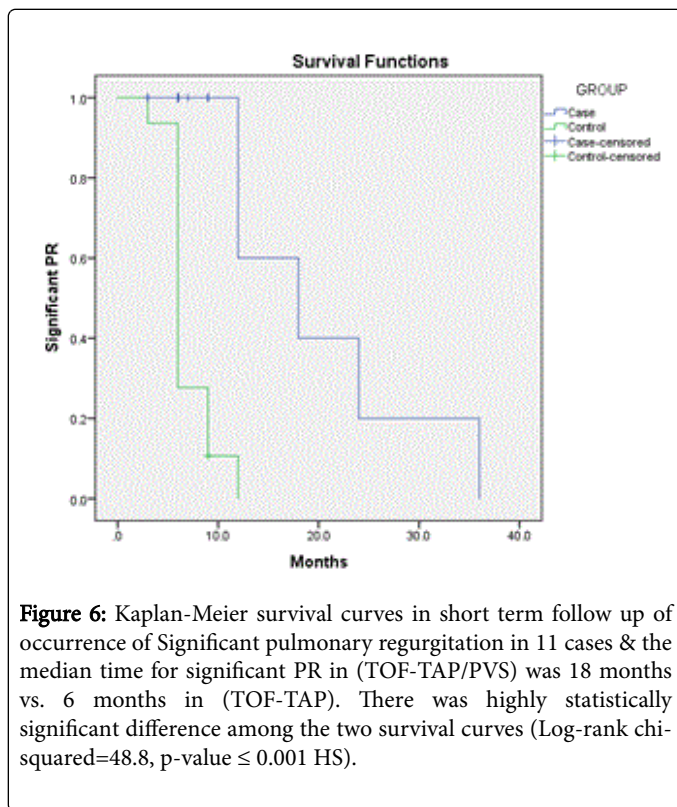 Survival Functions
GROUP
Case
Control
Case-censored
Control-censored
Significant PR
1.0
0.8
0.6
0.4
0.2
0.0
.0 10.0 20.0 30.0 40.0
Months
Figure 6: Kaplan-Meier survival curves in short term follow up of
occurrence of Significant pulmonary regurgitation in 11 cases & the
median time for significant PR in (TOF-TAP/PVS) was 18 months
vs. 6 months in (TOF-TAP). There was highly statistically
significant difference among the two survival curves (Log-rank chi-
squared=48.8, p-value ≤ 0.001 HS).